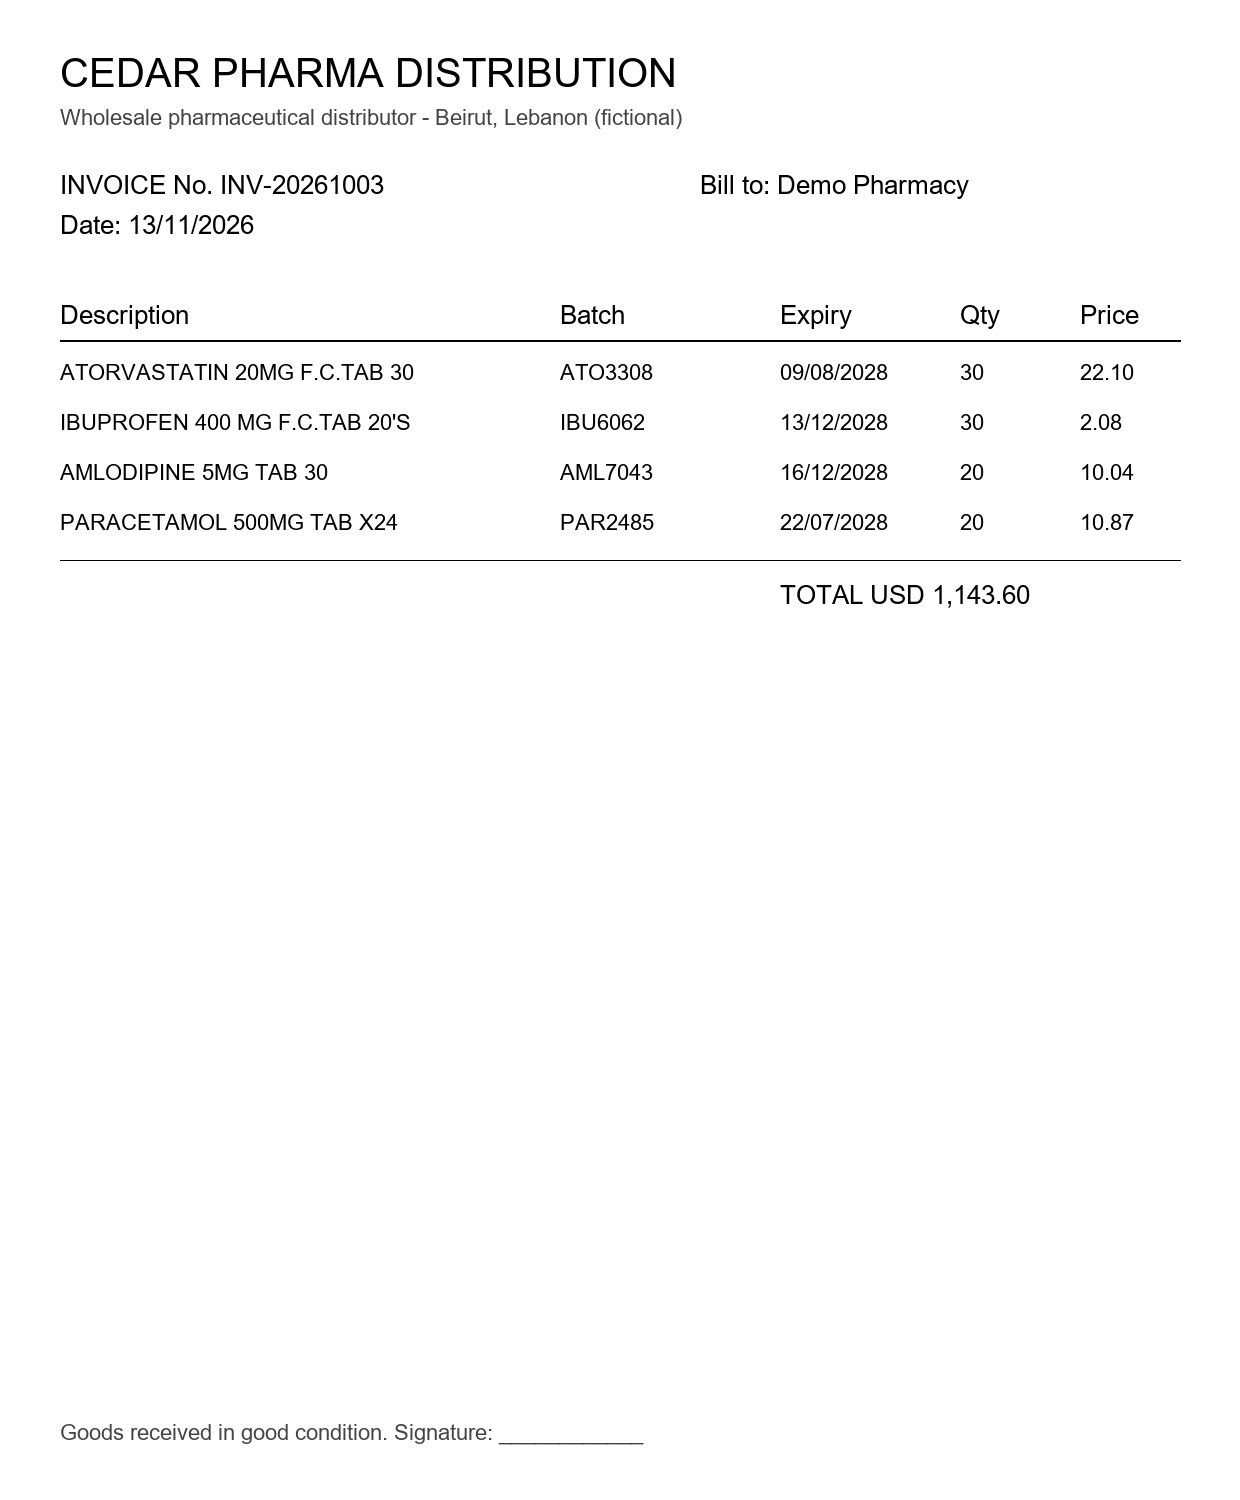 CEDAR PHARMA DISTRIBUTION
Wholesale pharmaceutical distributor - Beirut, Lebanon (fictional)
INVOICE No. INV-20261003 Bill to: Demo Pharmacy
Date: 13/11/2026
Description Batch Expiry Qty Price
ATORVASTATIN 20MG F.C.TAB 30 ATO3308 09/08/2028 30 22.10
IBUPROFEN 400 MG F.C.TAB 20'S IBU6062 13/12/2028 30 2.08
AMLODIPINE 5MG TAB 30 AML7043 16/12/2028 20 10.04
PARACETAMOL 500MG TAB X24 PAR2485 22/07/2028 20 10.87
TOTAL USD 1,143.60
Goods received in good condition. Signature: ____________